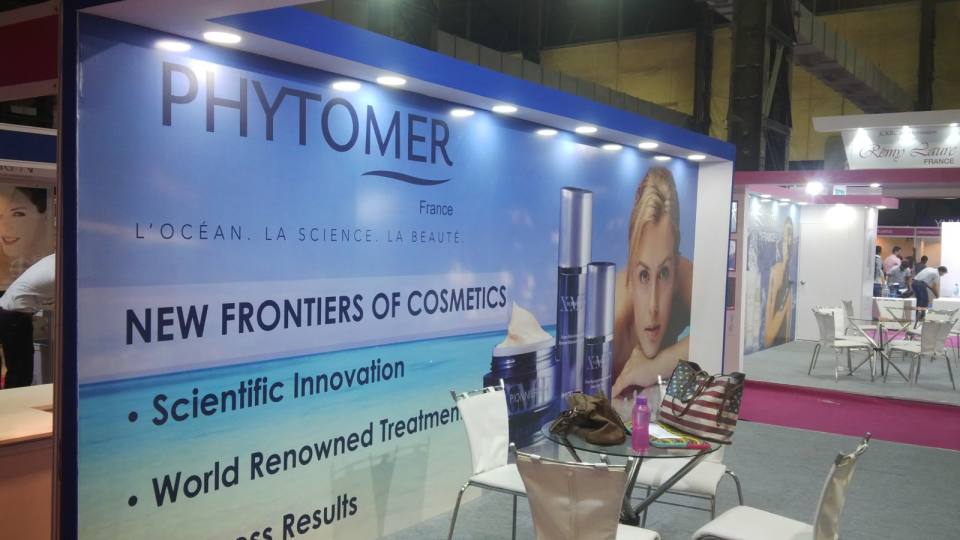 PHYTOMER
France
L'OCÉAN. LA SCIENCE. LA BEAUTÉ.
NEW FRONTIERS OF COSMETICS
• Scientific Innovation
• World Renowned Treatmen
ess Results
Rémy Laure
FRANCE